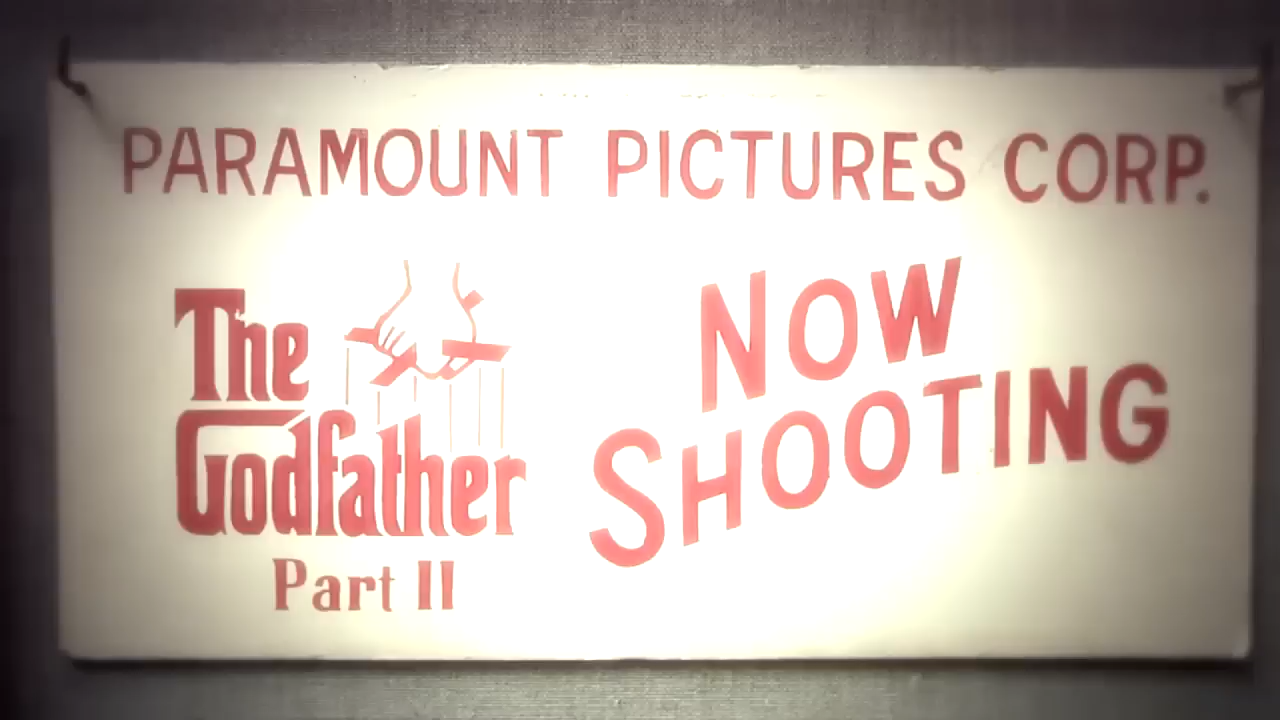 PARAMOUNT PICTURES CORP.
The
Godfather
Part II
NOW
SHOOTING